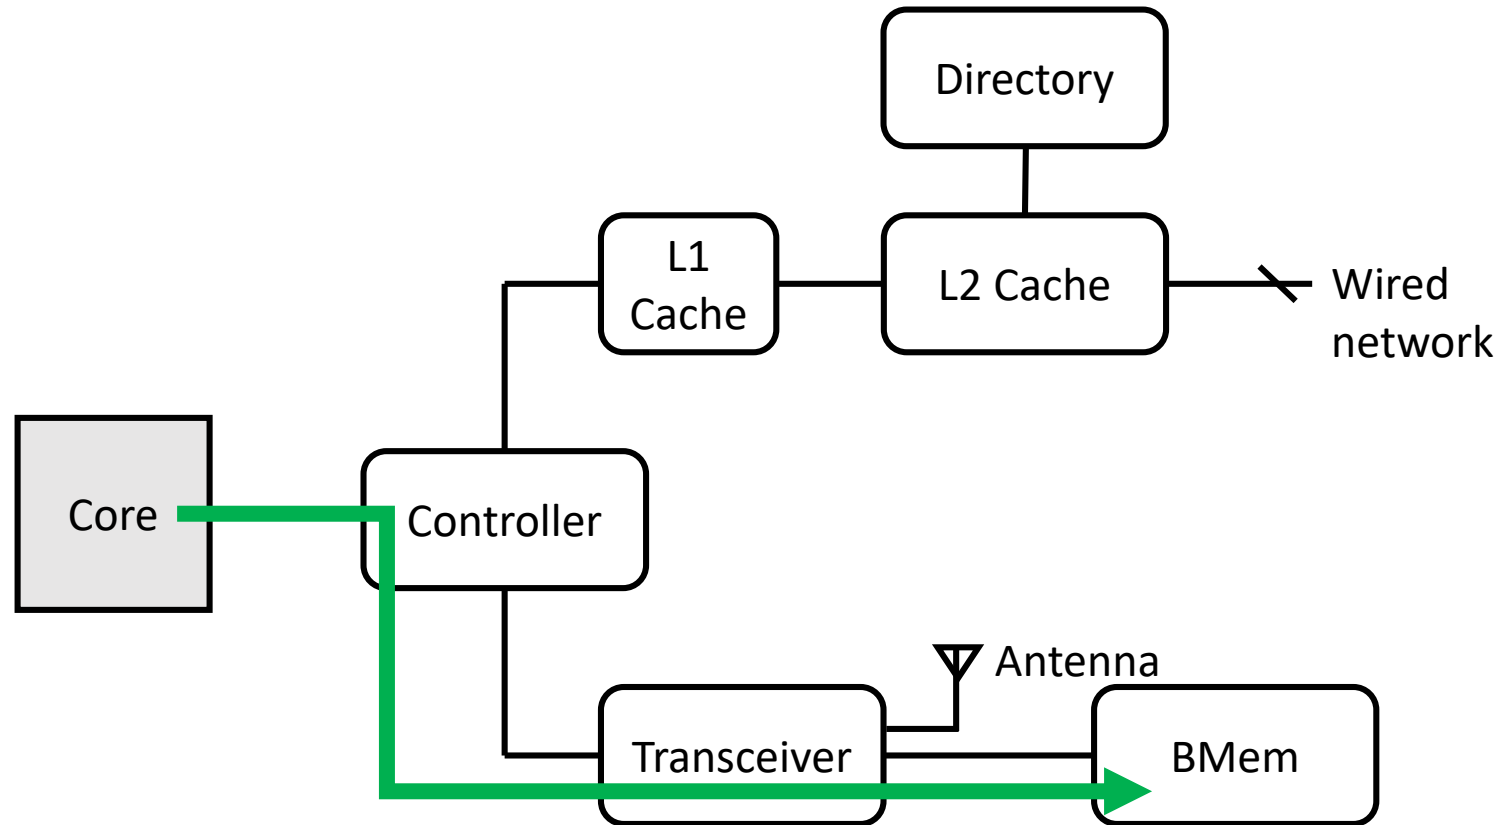 Directory
L1
Cache
L2 Cache
Wired
network
Core
Controller
Antenna
Transceiver
BMem